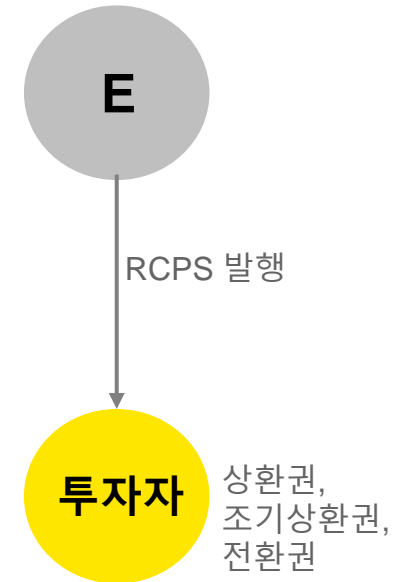 E
RCPS 발행
투자자
상환권,
조기상환권,
전환권